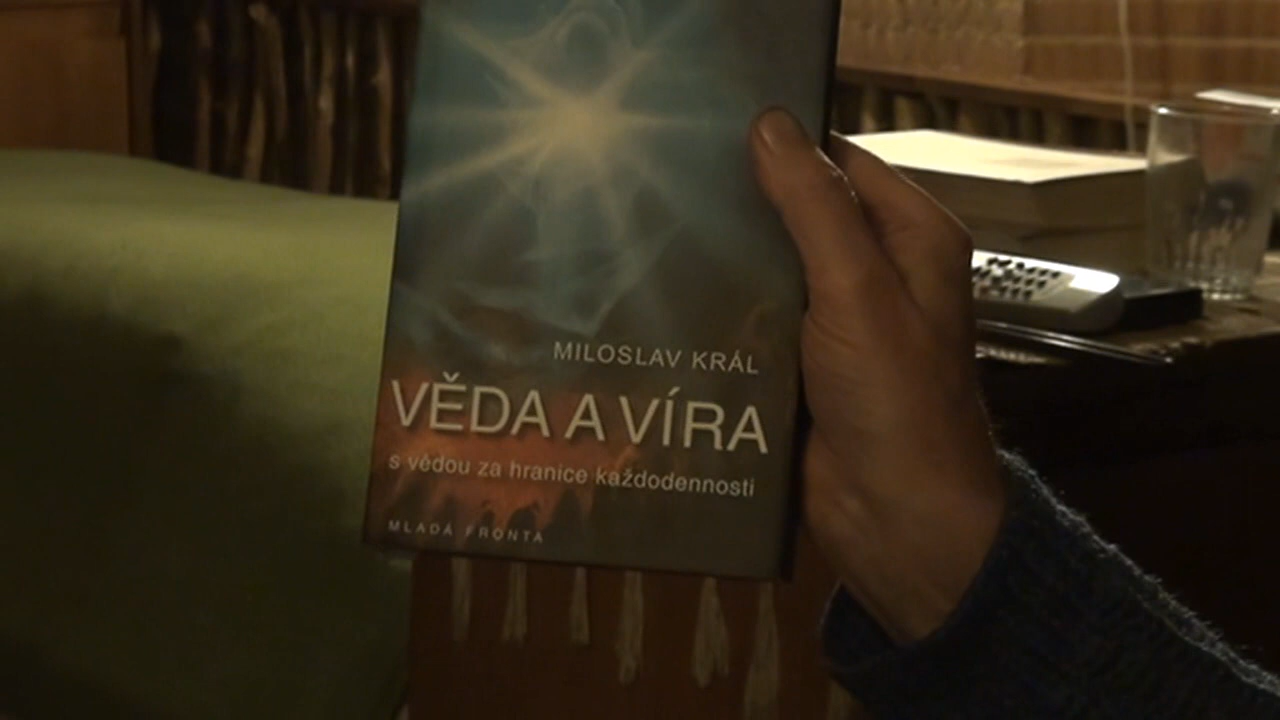 MILOSLAV KRÁL
VĚDA A VÍRA
s vědou za hranice každodennosti
MLADÁ FRONTA